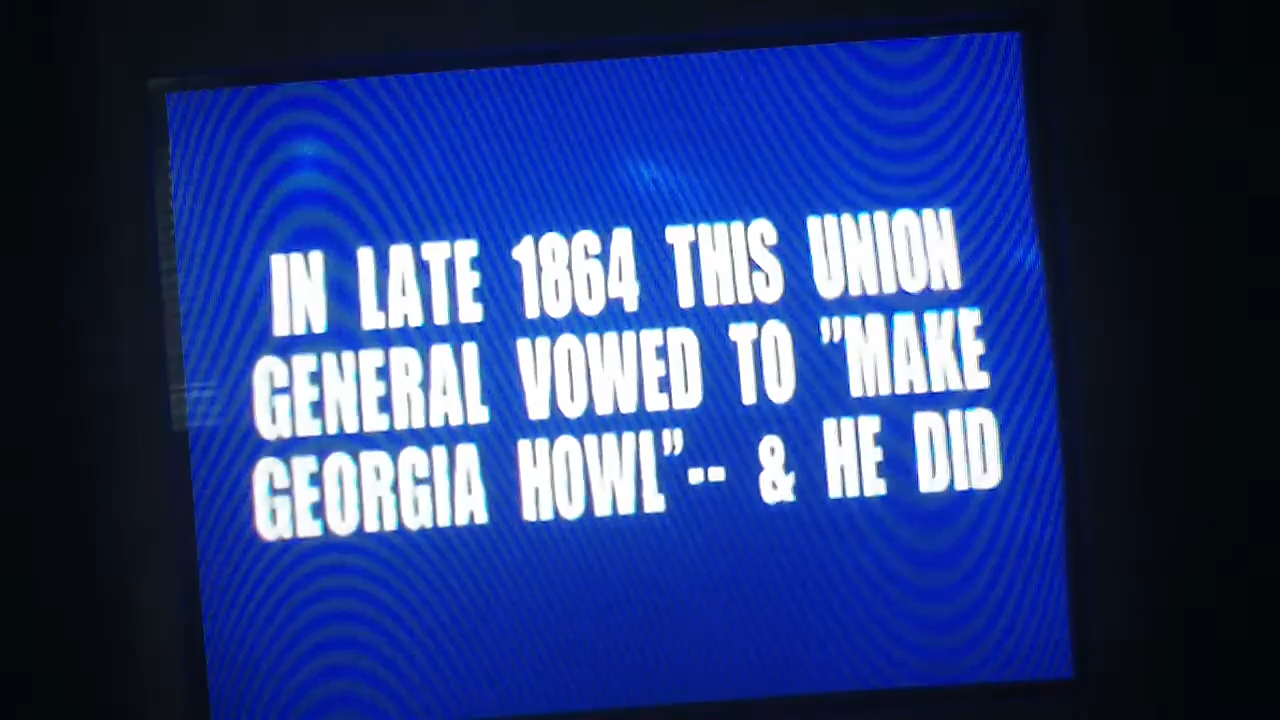 IN LATE 1864 THIS UNION
GENERAL VOWED TO "MAKE
GEORGIA HOWL"-- & HE DID